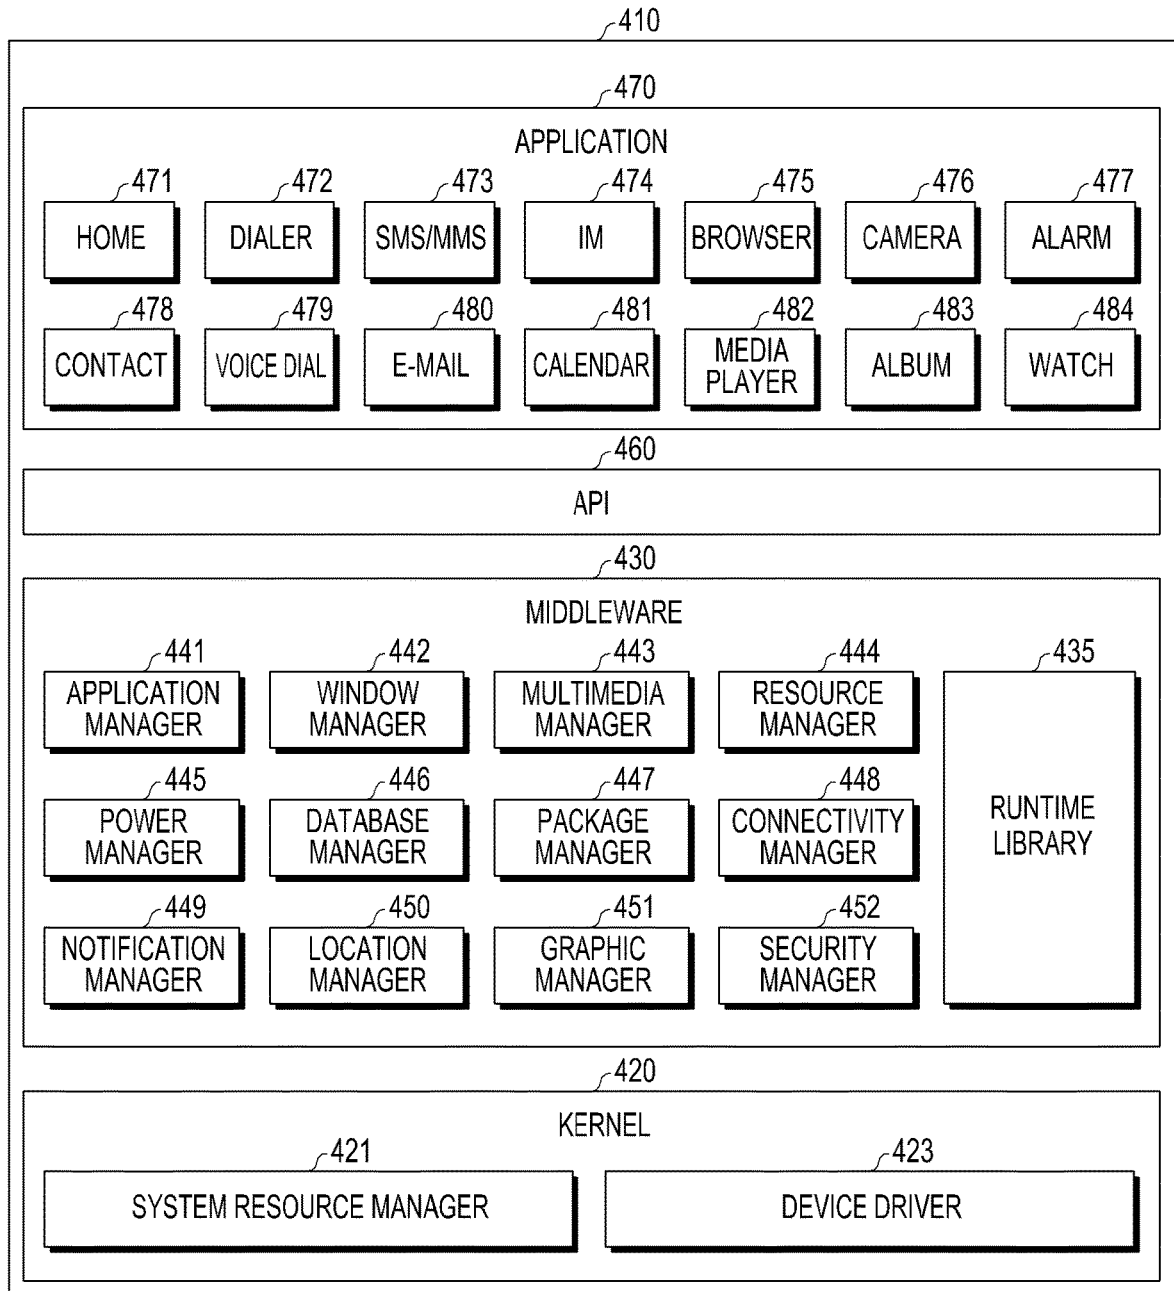 410
470
APPLICATION
471 472 473 474 475 476 477
HOME DIALER SMS/MMS IM BROWSER CAMERA ALARM
478 479 480 481 482 483 484
CONTACT VOICE DIAL E-MAIL CALENDAR MEDIA PLAYER ALBUM WATCH
460
API
430
MIDDLEWARE
441 442 443 444 435
APPLICATION MANAGER WINDOW MANAGER MULTIMEDIA MANAGER RESOURCE MANAGER
445 446 447 448
POWER MANAGER DATABASE MANAGER PACKAGE MANAGER CONNECTIVITY MANAGER RUNTIME LIBRARY
449 450 451 452
NOTIFICATION MANAGER LOCATION MANAGER GRAPHIC MANAGER SECURITY MANAGER
420
KERNEL
421 423
SYSTEM RESOURCE MANAGER DEVICE DRIVER